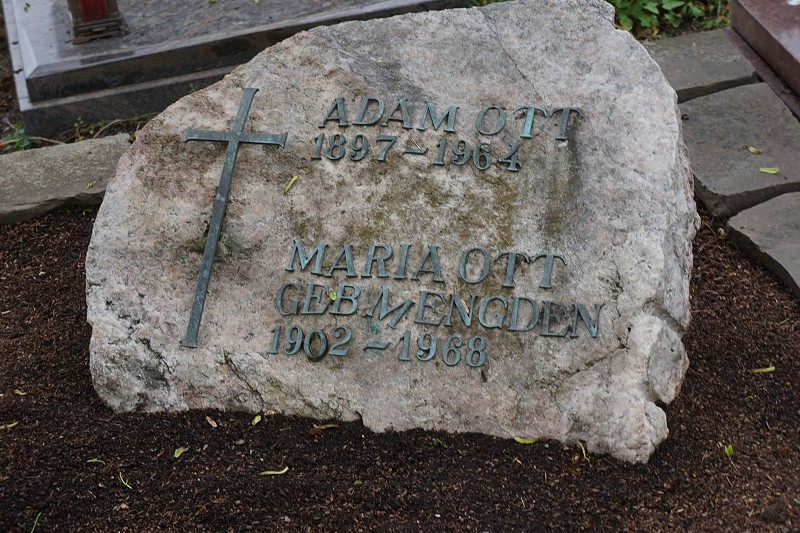 ADAM OTT
1897-1964
MARIA OTT
GEB MENGDEN
1902-1968